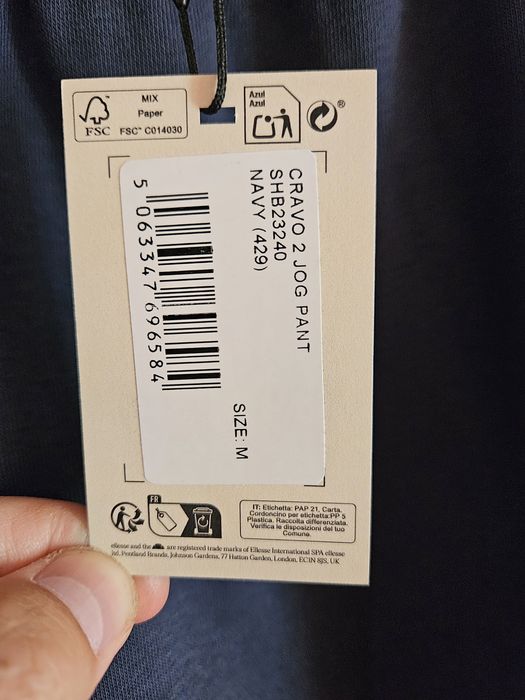 MIX
Paper
FSC™ C014030
FSC
Azul
Azul
®
CRAVO 2 JOG PANT
SHB23240
NAVY (429)
5 063347 696584
SIZE: M
FR
IT: Etichetta: PAP 21, Carta.
Cordoncino per etichetta:PP 5
Plastica. Raccolta differenziata.
Verifica le disposizioni del tuo
Comune.
ellesse and the are registered trade marks of Ellesse International SPA ellesse
ltd, Pentland Brands, Johnson Gardens, 77 Hatton Garden, London, EC1N 8JS, UK